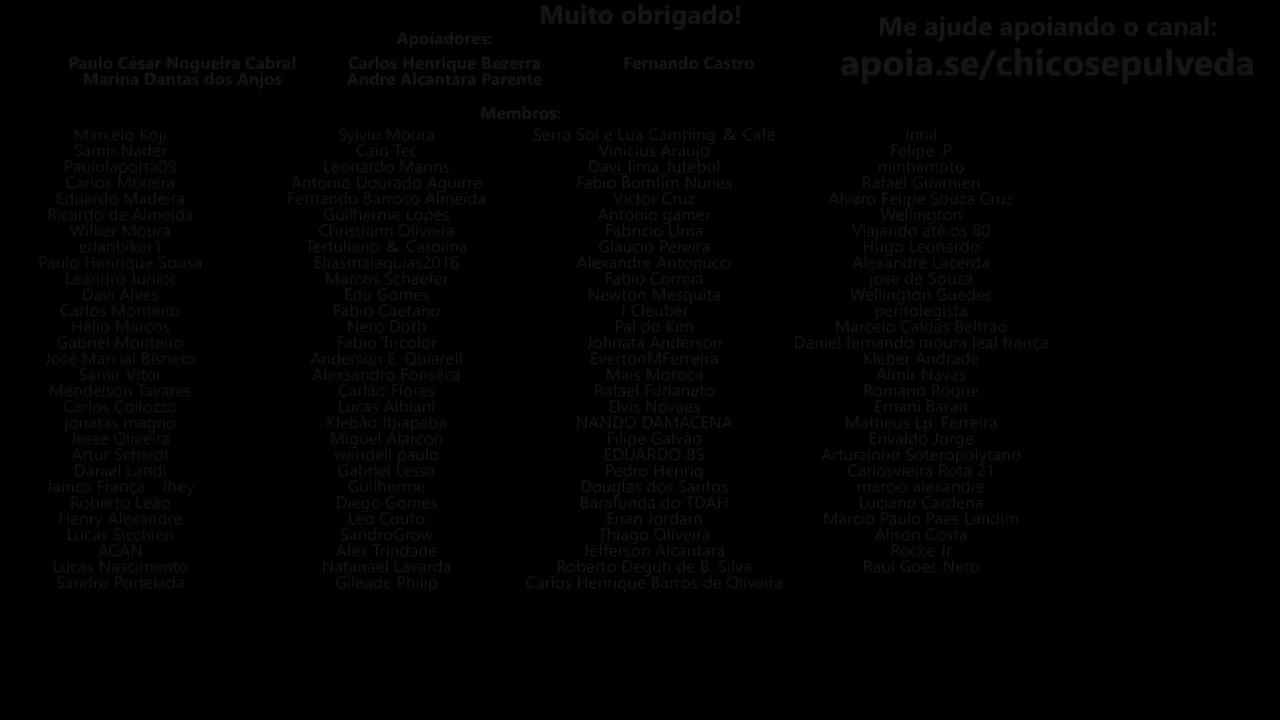 Muito obrigado!
Me ajude apoiando o canal:
apoia.se/chicosepulveda
Apoiadores:
Paulo César Nogueira Cabral
Marina Dantas dos Anjos
Carlos Henrique Bezerra
Andre Alcantara Parente
Fernando Castro
Membros:
Marcelo Koji
Samir Nader
Paulolaporta09
Carlos Moreira
Eduardo Madeira
Ricardo de Almeida
Wilker Moura
erlanbiker1
Paulo Henrique Sousa
Leandro Junior
Davi Alves
Carlos Monteiro
Hélio Marcos
Gabriel Monteiro
José Marcial Bisneto
Samir Vitor
Mendelson Tavares
Carlos Collozzo
jonatas magno
Jesse Oliveira
Artur Scheidt
Daniel Landi
Janice França _ Jhey
Roberto Leão
Henry Alexandre
Lucas Sicchieri
ACAN
Lucas Nascimento
Sandro Portelada
Sylvio Moura
Caio Tec
Leonardo Marins
Antonio Dourado Aguirre
Fernando Barroso Almeida
Guilherme Lopes
Christiann Oliveira
Tertuliano & Carolina
Eliasmalaguias2016
Marcos Schaefer
Edu Gomes
Fabio Caetano
Neto Doth
Fabio Tricolor
Anderson E. Quiarell
Aleksandro Fonsêca
Carlão Flores
Lucas Albiani
Klebão Ibiapaba
Miguel Alarcon
wendell paulo
Gabriel Lessa
Guilherme
Diego Gomes
Leo Couto
SandroGrow
Alex Trindade
Natanael Lavarda
Gileade Philip
Serra Sol e Lua Camping & Café
Vinicius Araujo
Davi_lima_futebol
Fabio Bomfim Nunes
Victor Cruz
Antonio gamer
Fabricio Lima
Glaucio Pereira
Alexandre Antonucci
Fabio Correia
Newton Mesquita
J Cleuber
Pai do Kim
Johnata Anderson
EvertonMFerreira
Mais Motoca
Rafael Furlaneto
Elvis Novaes
NANDO DAMACENA
Filipe Galvão
EDUARDO BS
Pedro Henriq
Douglas dos Santos
Barafunda do TDAH
Erian Jordam
Thiago Oliveira
Jefferson Alcantara
Roberto Deguti de B. Silva
Carlos Henrique Barros de Oliveira
Felipe_P
minhamoto
Rafael Guarnieri
Alvaro Felipe Souza Cruz
Wellington
Viajando até os 80
Hugo Leonardo
Alexandre Lacerda
jose de Souza
Wellington Guedes
peritolegista
Marcelo Caldas Beltrão
Daniel fernando moura leal frança
Kleber Andrade
Almir Navas
Romario Roque
Ernani Baran
Matheus Lp. Ferreira
Erivaldo Jorge
Arturzinho Soteropolytano
Carlosvieira Rota 21
marcio alexandre
Luciano Cardena
Márcio Paulo Paes Landim
Alison Costa
Rocke Jr
Raul Goes Neto